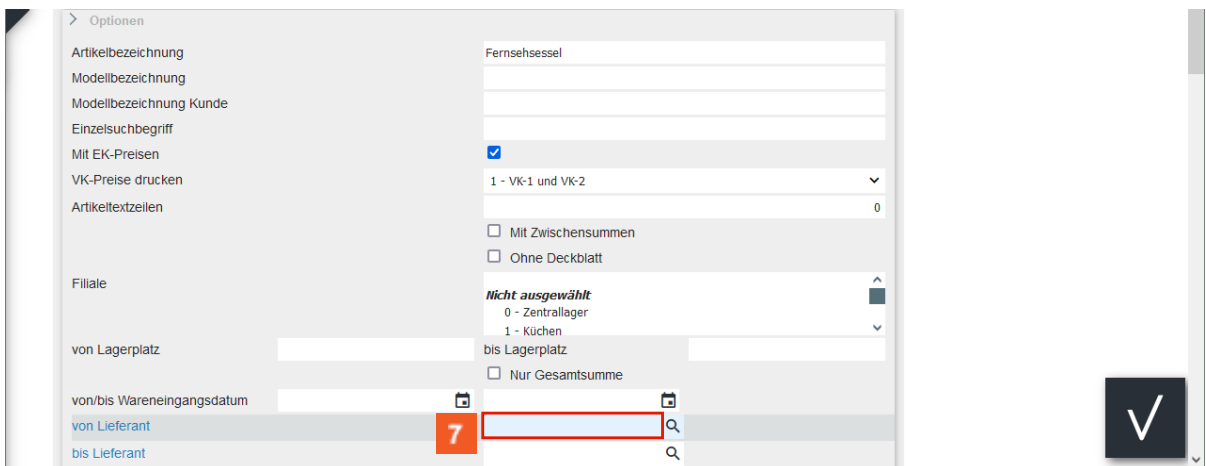 Optionen
Artikelbezeichnung Fernsehsessel
Modellbezeichnung
Modellbezeichnung Kunde
Einzelsuchbegriff
Mit EK-Preisen
VK-Preise drucken 1 - VK-1 und VK-2
Artikeltextzeilen 0
Mit Zwischensummen
Ohne Deckblatt
Filiale
Nicht ausgewählt
0 - Zentrallager
1 - Küchen
von Lagerplatz bis Lagerplatz
Nur Gesamtsumme
von/bis Wareneingangsdatum
von Lieferant 7
bis Lieferant